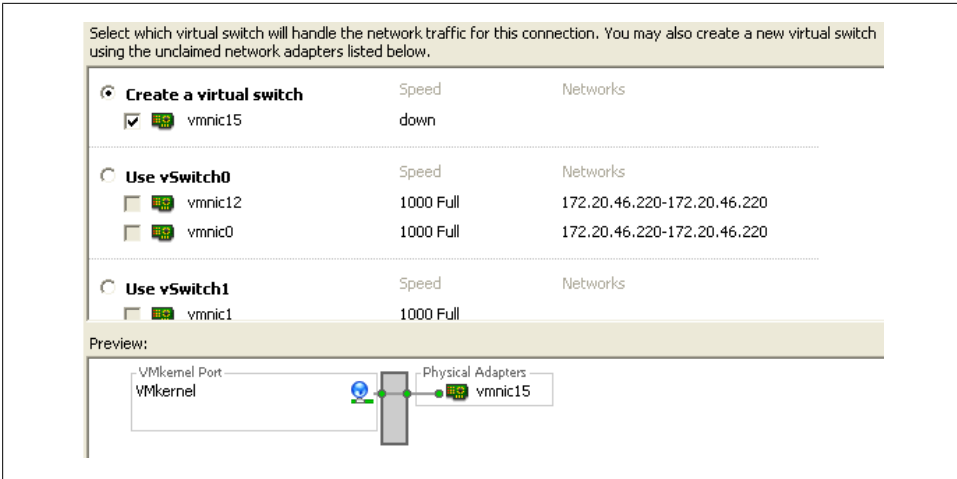 Select which virtual switch will handle the network traffic for this connection. You may also create a new virtual switch
using the unclaimed network adapters listed below.
Create a virtual switch Speed Networks
vmnic15 down
Use vSwitch0 Speed Networks
vmnic12 1000 Full 172.20.46.220-172.20.46.220
vmnic0 1000 Full 172.20.46.220-172.20.46.220
Use vSwitch1 Speed Networks
vmnic1 1000 Full
Preview:
VMkernel Port Physical Adapters
VMkernel vmnic15